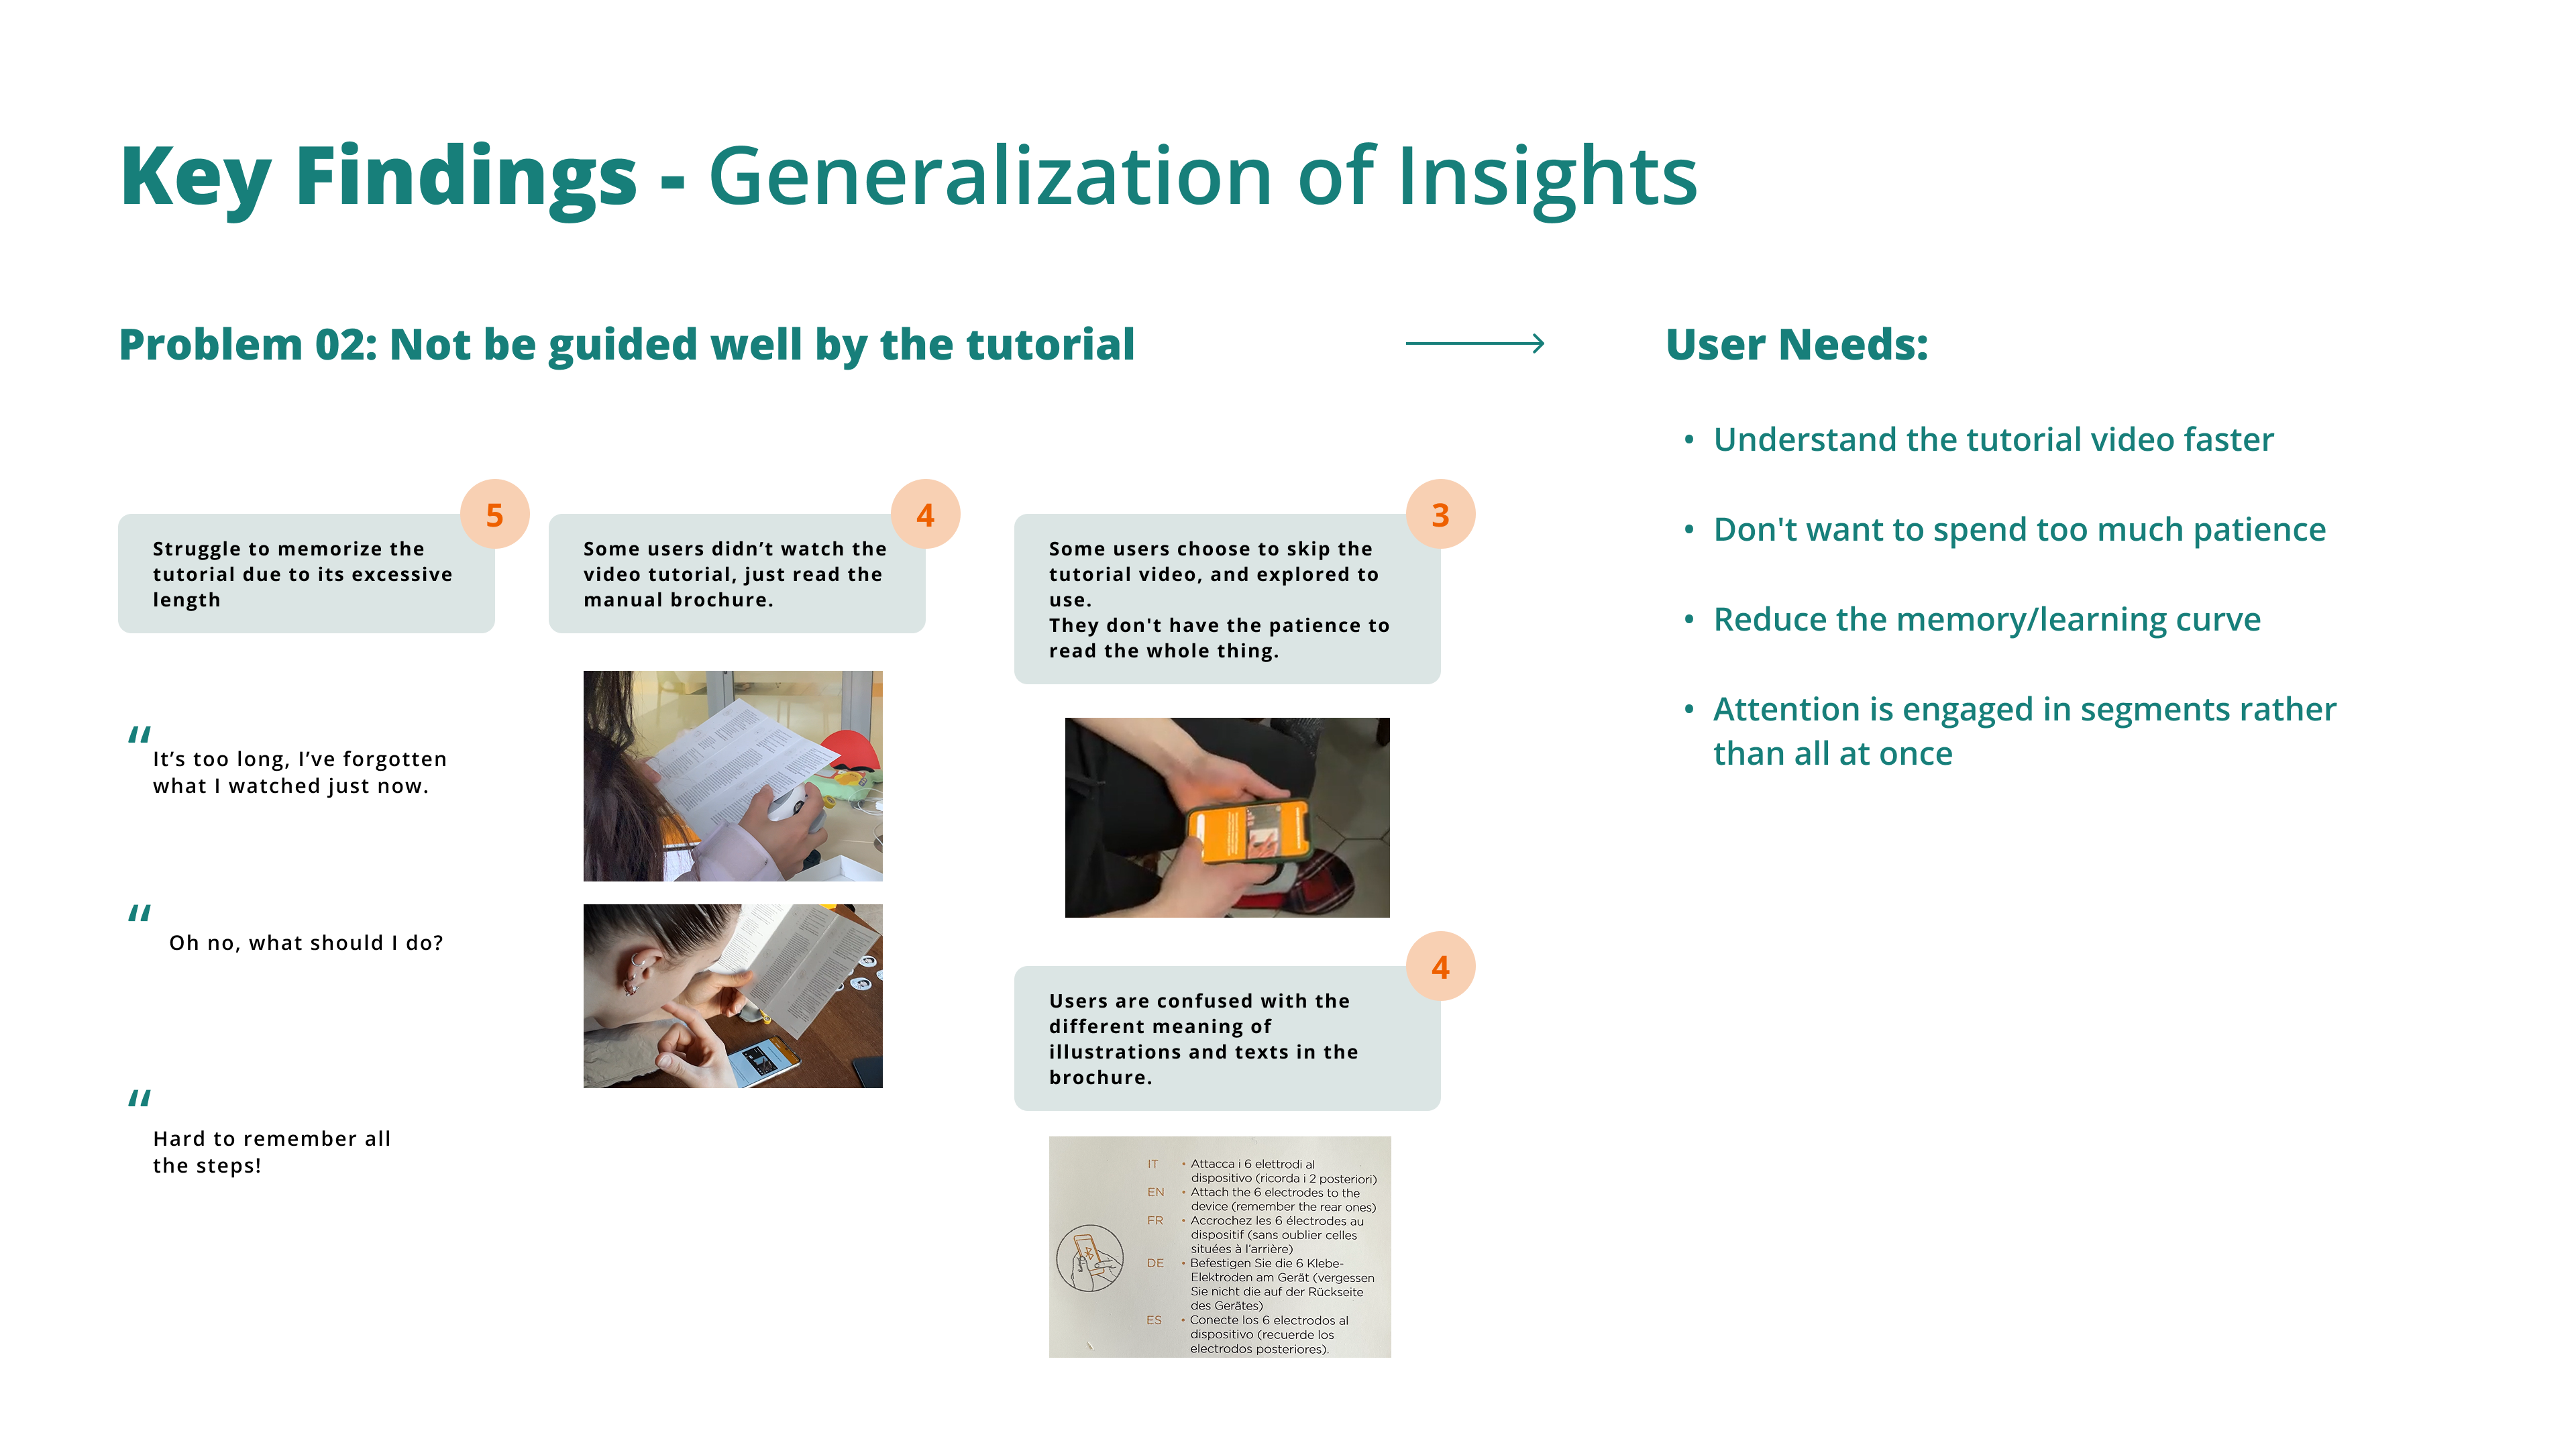 Key Findings - Generalization of Insights
Problem 02: Not be guided well by the tutorial
User Needs:
5
Struggle to memorize the
tutorial due to its excessive
length
“
It’s too long, I’ve forgotten
what I watched just now.
“
Oh no, what should I do?
“
Hard to remember all
the steps!
4
Some users didn’t watch the
video tutorial, just read the
manual brochure.
3
Some users choose to skip the
tutorial video, and explored to
use.
They don't have the patience to
read the whole thing.
4
Users are confused with the
different meaning of
illustrations and texts in the
brochure.
IT • Attacca i 6 elettrodi al
dispositivo (ricorda i 2 posteriori)
EN • Attach the 6 electrodes to the
device (remember the rear ones)
FR • Accrochez les 6 électrodes au
dispositif (sans oublier celles
situées à l’arrière)
DE • Befestigen Sie die 6 Klebe-
Elektroden am Gerät (vergessen
Sie nicht die auf der Rückseite
des Gerätes)
ES • Conecte los 6 electrodos al
dispositivo (recuerde los
electrodos posteriores).
• Understand the tutorial video faster
• Don't want to spend too much patience
• Reduce the memory/learning curve
• Attention is engaged in segments rather
than all at once